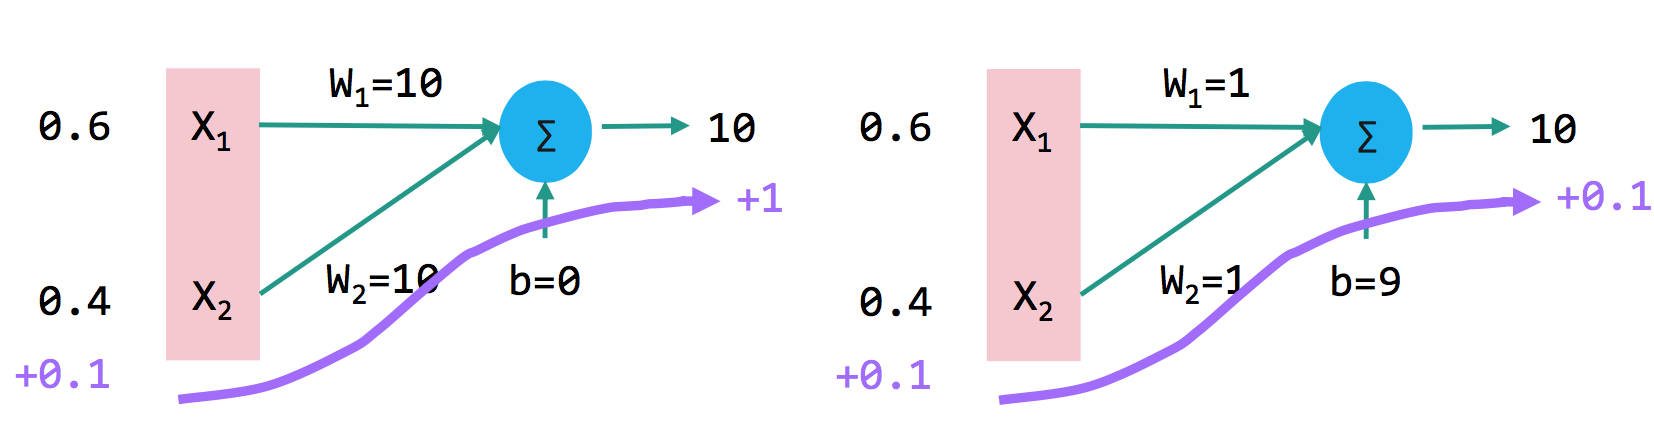 W₁=10
0.6 X₁ Σ 10
+1
0.4 X₂ W₂=10 b=0
+0.1
W₁=1
0.6 X₁ Σ 10
+0.1
0.4 X₂ W₂=1 b=9
+0.1